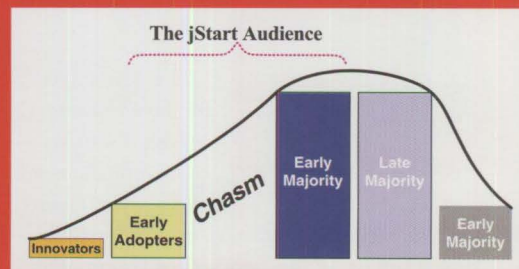 The jStart Audience
Innovators
Early
Adopters
Chasm
Early
Majority
Late
Majority
Early
Majority